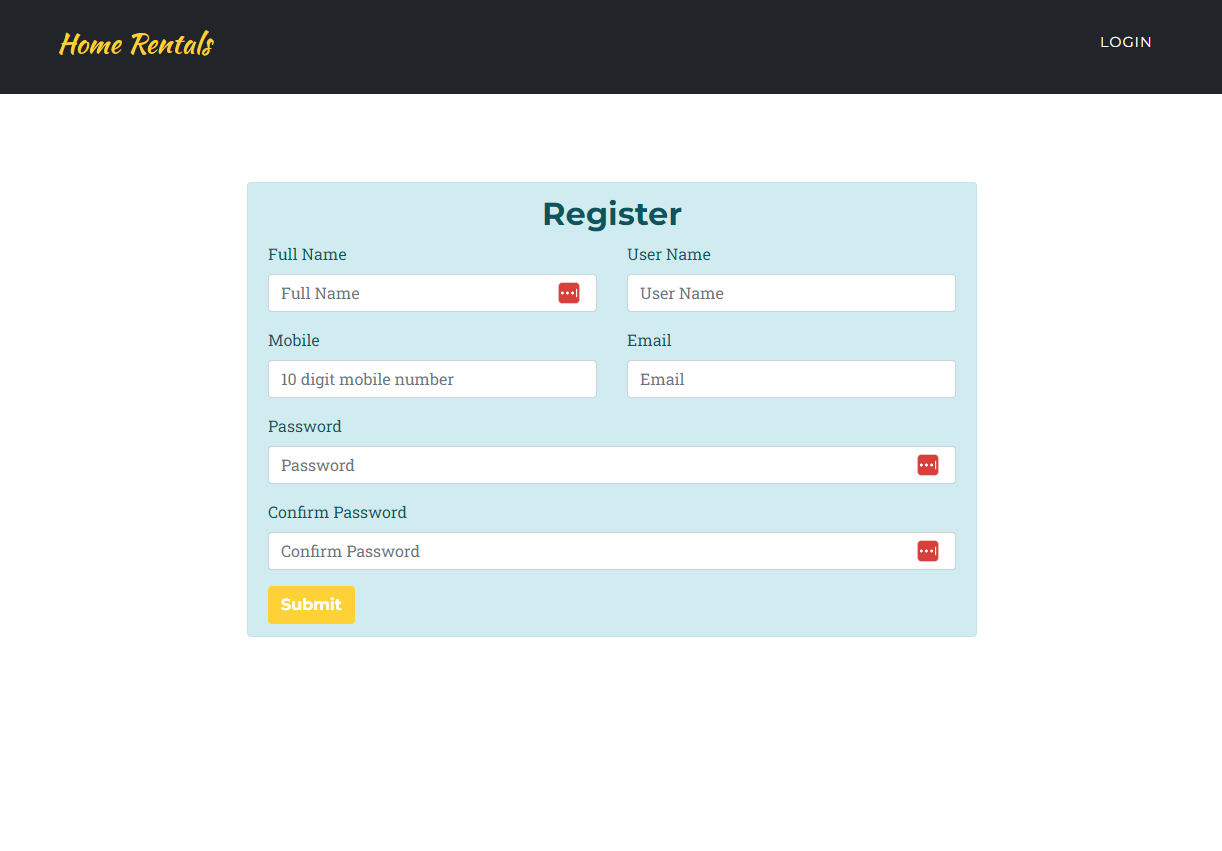 Home Rentals
LOGIN
Register
Full Name
User Name
Full Name
User Name
Mobile
Email
10 digit mobile number
Email
Password
Password
Confirm Password
Confirm Password
Submit